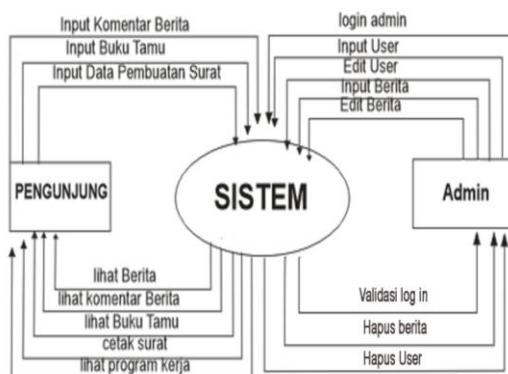 Input Komentar Berita
Input Buku Tamu
Input Data Pembuatan Surat
login admin
Input User
Edit User
Input Berita
Edit Berita
PENGUNJUNG
SISTEM
Admin
lihat Berita
lihat komentar Berita
lihat Buku Tamu
cetak surat
lihat program kerja
Validasi log in
Hapus berita
Hapus User